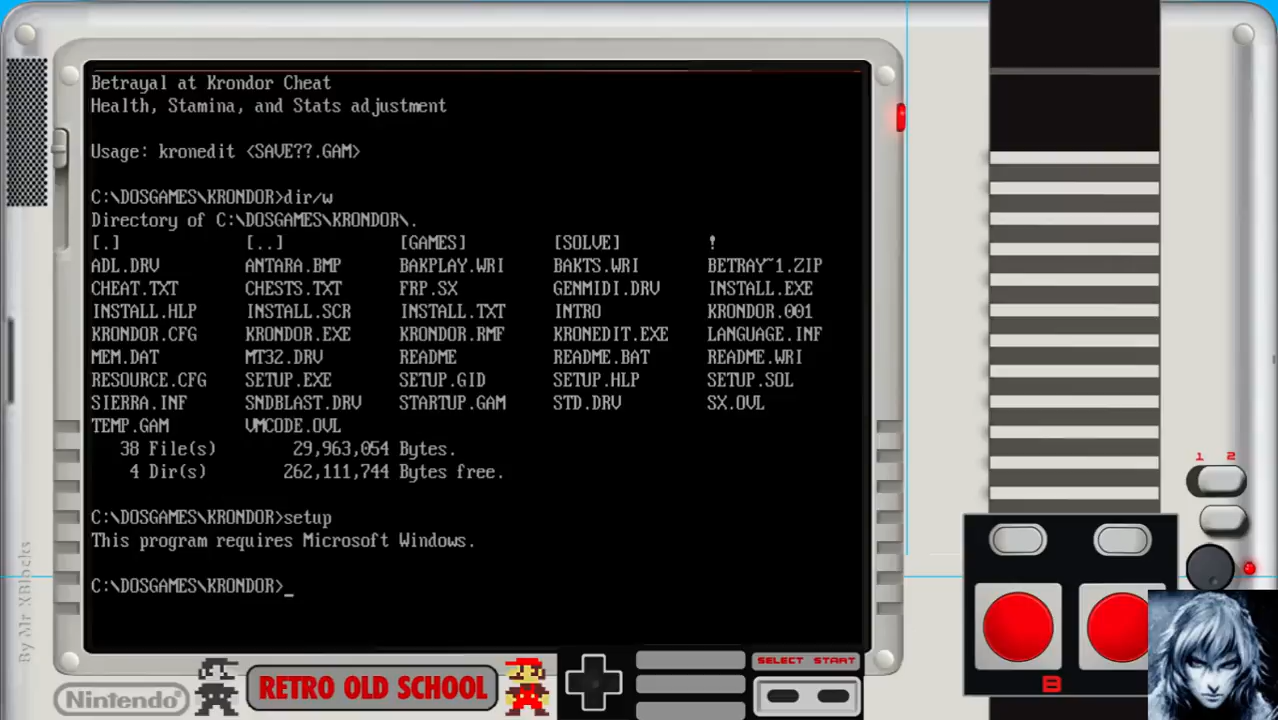 Betrayal at Krondor Cheat
Health, Stamina, and Stats adjustment
Usage: kronedit <SAVE??.GAM>
C:\DOSGAMES\KRONDOR>dir/w
Directory of C:\DOSGAMES\KRONDOR\.
[.] [..] [GAMES] [SOLVE] !
ADL.DRV ANTARA.BMP BAKPLAY.WRI BAKTS.WRI BETRAY~1.ZIP
CHEAT.TXT CHESTS.TXT FRP.SX GENMIDI.DRV INSTALL.EXE
INSTALL.HLP INSTALL.SCR INSTALL.TXT INTRO KRONDOR.001
KRONDOR.CFG KRONDOR.EXE KRONDOR.RMF KRONEDIT.EXE LANGUAGE.INF
MEM.DAT MT32.DRV README README.BAT README.WRI
RESOURCE.CFG SETUP.EXE SETUP.GID SETUP.HLP SETUP.SOL
SIERRA.INF SNDBLAST.DRV STARTUP.GAM STD.DRV SX.OVL
TEMP.GAM VMCODE.OVL
38 File(s) 29,963,054 Bytes.
4 Dir(s) 262,111,744 Bytes free.
C:\DOSGAMES\KRONDOR>setup
This program requires Microsoft Windows.
C:\DOSGAMES\KRONDOR>_
By Mr XBlocks
Nintendo
RETRO OLD SCHOOL
SELECT START
1 2
B